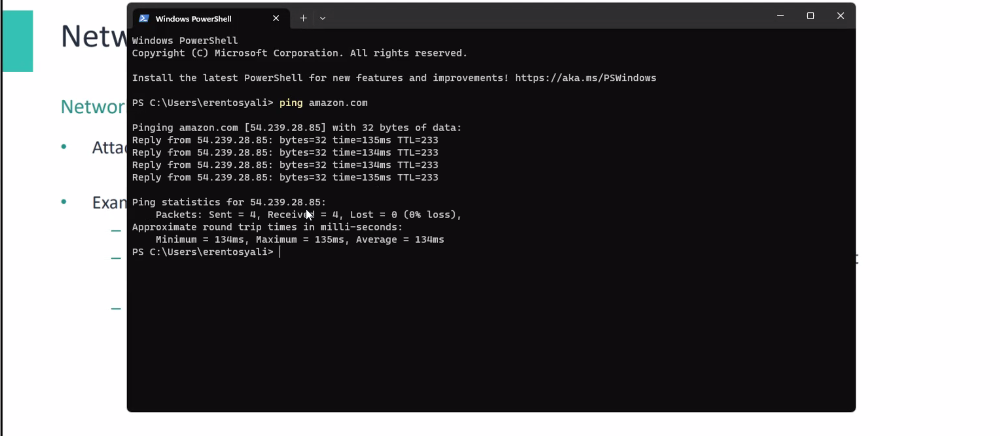 Windows PowerShell
Windows PowerShell
Copyright (C) Microsoft Corporation. All rights reserved.
Install the latest PowerShell for new features and improvements! https://aka.ms/PSWindows
PS C:\Users\erentosyali> ping amazon.com
Pinging amazon.com [54.239.28.85] with 32 bytes of data:
Reply from 54.239.28.85: bytes=32 time=135ms TTL=233
Reply from 54.239.28.85: bytes=32 time=134ms TTL=233
Reply from 54.239.28.85: bytes=32 time=134ms TTL=233
Reply from 54.239.28.85: bytes=32 time=135ms TTL=233
Ping statistics for 54.239.28.85:
Packets: Sent = 4, Received = 4, Lost = 0 (0% loss),
Approximate round trip times in milli-seconds:
Minimum = 134ms, Maximum = 135ms, Average = 134ms
PS C:\Users\erentosyali>